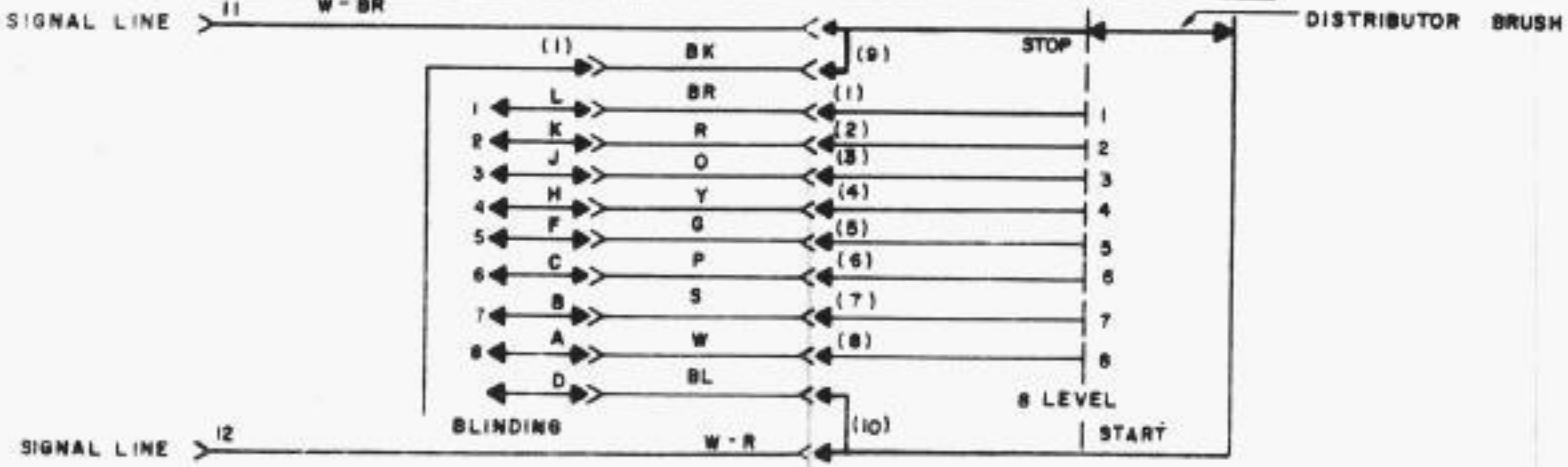 SIGNAL LINE 11 W-BR STOP DISTRIBUTOR BRUSH
(1) BK (9)
1 L BR (1) 1
2 K R (2) 2
3 J O (3) 3
4 H Y (4) 4
5 F G (5) 5
6 C P (6) 6
7 B S (7) 7
8 A W (8) 8
D BL
8 LEVEL
BLINDING (10) START
SIGNAL LINE 12 W-R